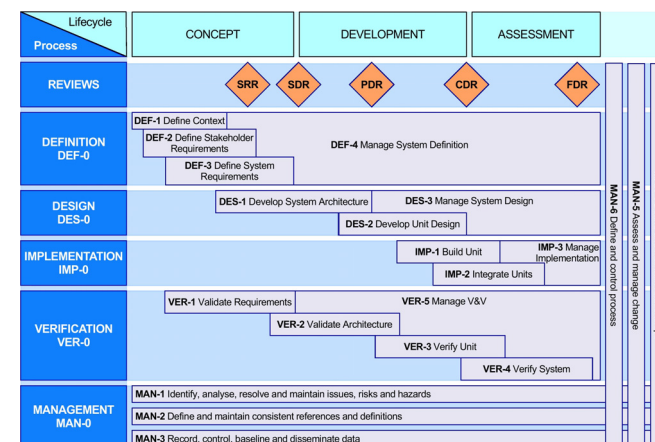 Lifecycle
Process
CONCEPT
DEVELOPMENT
ASSESSMENT
REVIEWS
SRR
SDR
PDR
CDR
FDR
DEFINITION
DEF-0
DEF-1 Define Context
DEF-2 Define Stakeholder
Requirements
DEF-3 Define System
Requirements
DEF-4 Manage System Definition
DESIGN
DES-0
DES-1 Develop System Architecture
DES-3 Manage System Design
DES-2 Develop Unit Design
IMPLEMENTATION
IMP-0
IMP-1 Build Unit
IMP-3 Manage
Implementation
IMP-2 Integrate Units
VERIFICATION
VER-0
VER-1 Validate Requirements
VER-5 Manage V&V
VER-2 Validate Architecture
VER-3 Verify Unit
VER-4 Verify System
MANAGEMENT
MAN-0
MAN-1 Identify, analyse, resolve and maintain issues, risks and hazards
MAN-2 Define and maintain consistent references and definitions
MAN-3 Record, control, baseline and disseminate data
MAN-6 Define and control process
MAN-5 Assess and manage change